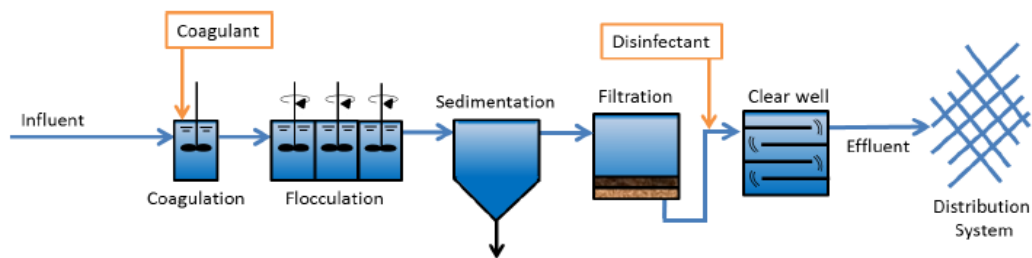 Coagulant
Disinfectant
Influent
Sedimentation
Filtration
Clear well
Effluent
Coagulation
Flocculation
Distribution
System